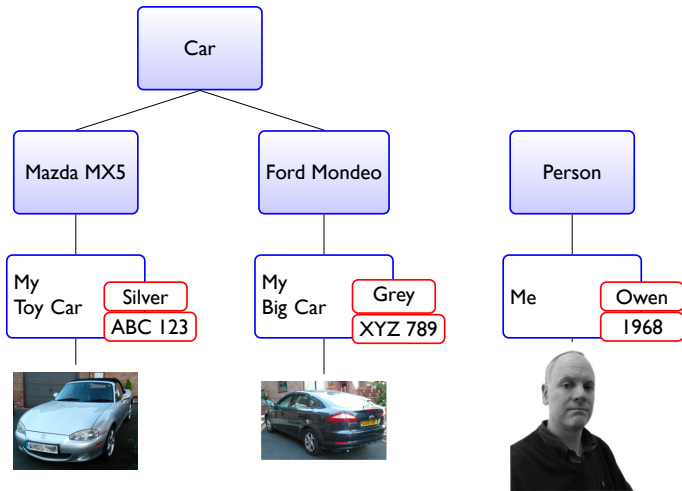 Car
Mazda MX5
Ford Mondeo
Person
My
Toy Car
Silver
ABC 123
My
Big Car
Grey
XYZ 789
Me
Owen
1968